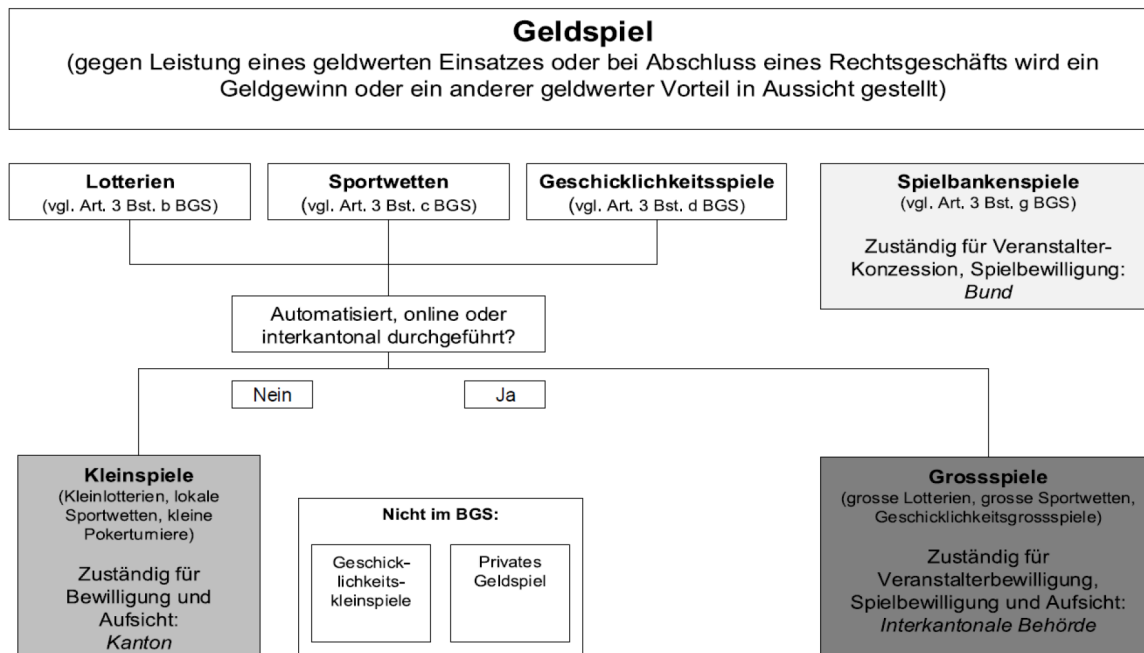 Geldspiel
(gegen Leistung eines geldwerten Einsatzes oder bei Abschluss eines Rechtsgeschäfts wird ein
Geldgewinn oder ein anderer geldwerter Vorteil in Aussicht gestellt)
Lotterien
(vgl. Art. 3 Bst. b BGS)
Sportwetten
(vgl. Art. 3 Bst. c BGS)
Geschicklichkeitsspiele
(vgl. Art. 3 Bst. d BGS)
Spielbankenspiele
(vgl. Art. 3 Bst. g BGS)
Zuständig für Veranstalter-
Konzession, Spielbewilligung:
Bund
Automatisiert, online oder
interkantonal durchgeführt?
Nein
Ja
Kleinspiele
(Kleinlotterien, lokale
Sportwetten, kleine
Pokerturniere)
Zuständig für
Bewilligung und
Aufsicht:
Kanton
Nicht im BGS:
Geschick-
lichkeits-
kleinspiele
Privates
Geldspiel
Grossspiele
(grosse Lotterien, grosse Sportwetten,
Geschicklichkeitsgrossspiele)
Zuständig für
Veranstalterbewilligung,
Spielbewilligung und Aufsicht:
Interkantonale Behörde